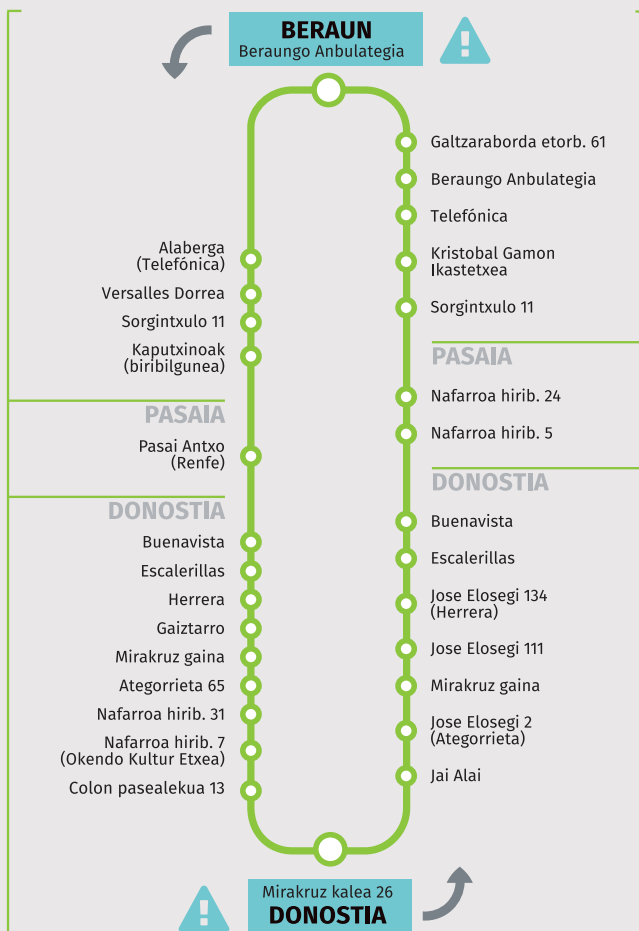 BERAUN
Beraungo Anbulategia
Alaberga
(Telefónica)
Versalles Dorrea
Sorgintxulo 11
Kaputxinoak
(biribilgunea)
PASAIA
Pasai Antxo
(Renfe)
DONOSTIA
Buenavista
Escalerillas
Herrera
Gaiztarro
Mirakruz gaina
Ategorrieta 65
Nafarroa hirib. 31
Nafarroa hirib. 7
(Okendo Kultur Etxea)
Colon pasealekua 13
Galtzaraborda etorb. 61
Beraungo Anbulategia
Telefónica
Kristobal Gamon
Ikastetxea
Sorgintxulo 11
PASAIA
Nafarroa hirib. 24
Nafarroa hirib. 5
DONOSTIA
Buenavista
Escalerillas
Jose Elosegi 134
(Herrera)
Jose Elosegi 111
Mirakruz gaina
Jose Elosegi 2
(Ategorrieta)
Jai Alai
Mirakruz kalea 26
DONOSTIA